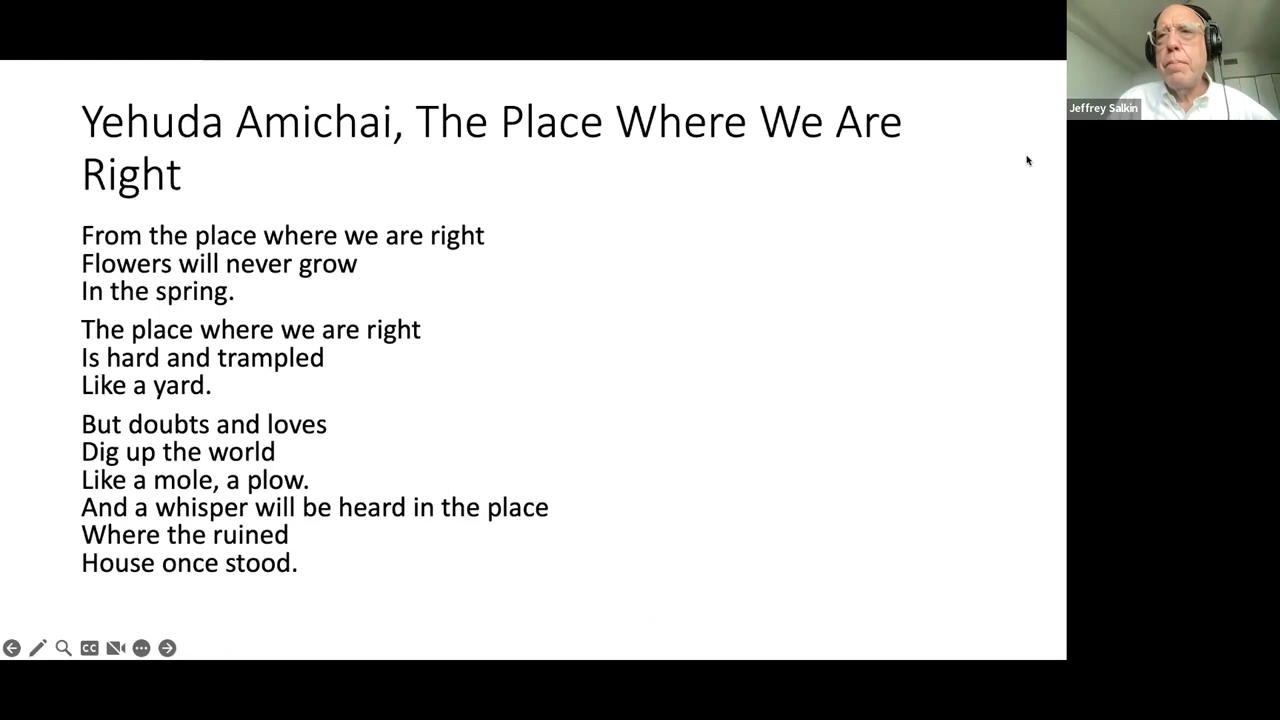 Yehuda Amichai, The Place Where We Are
Right
From the place where we are right
Flowers will never grow
In the spring.
The place where we are right
Is hard and trampled
Like a yard.
But doubts and loves
Dig up the world
Like a mole, a plow.
And a whisper will be heard in the place
Where the ruined
House once stood.
Jeffrey Salkin
CC